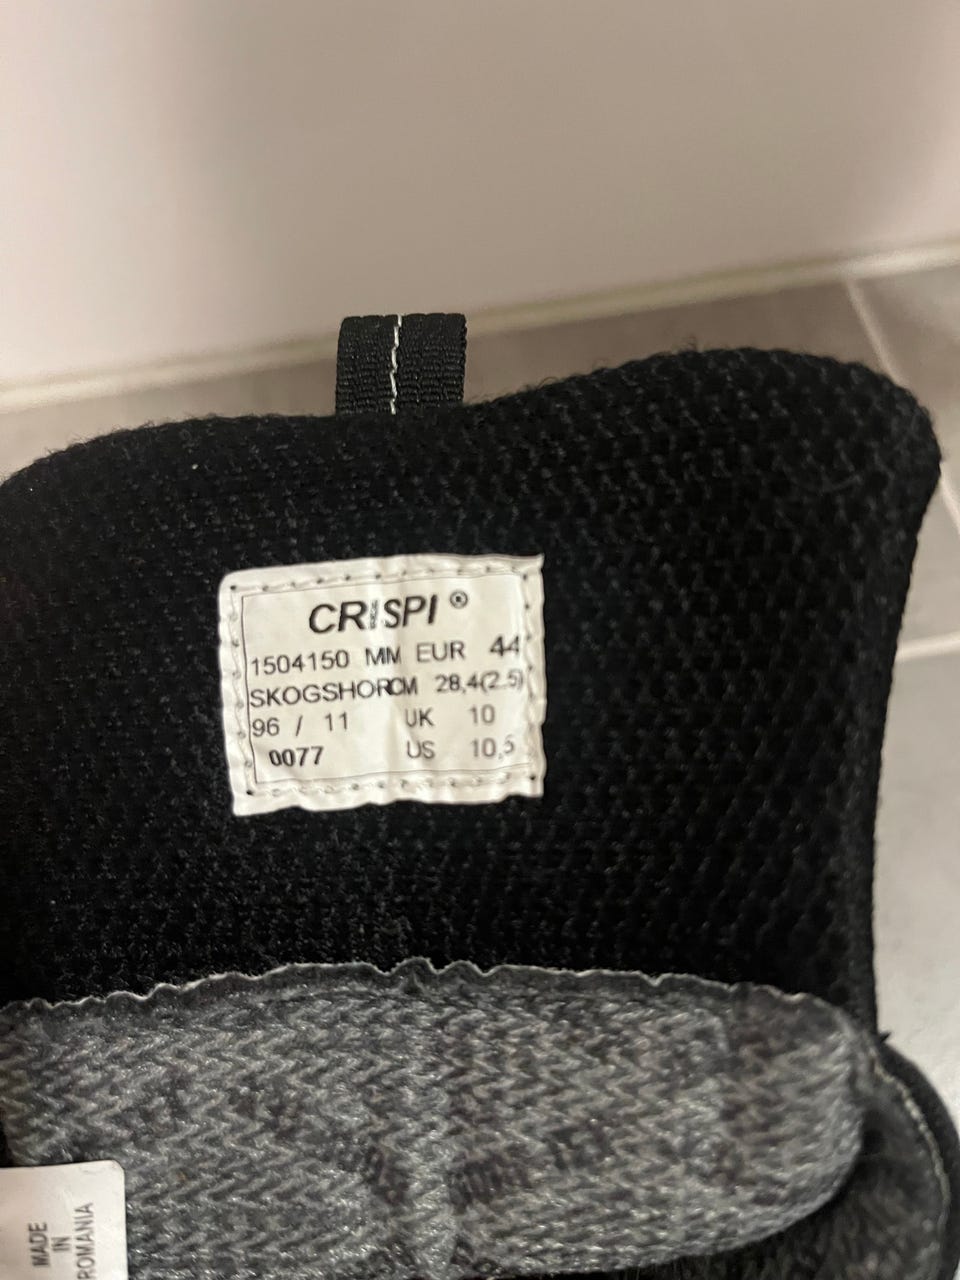 CRISPI ®
1504150 MM EUR 44
SKOGSHORCM 28,4(2.5)
96 / 11 UK 10
0077 US 10,5
MADE
IN
ROMANIA